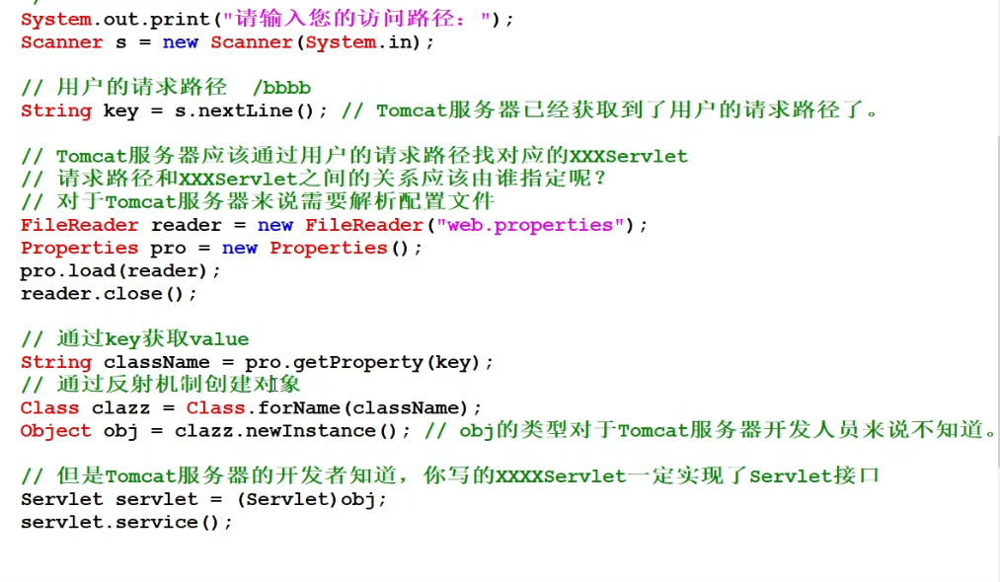 System.out.print("请输入您的访问路径：");
Scanner s = new Scanner(System.in);
// 用户的请求路径 /bbbb
String key = s.nextLine(); // Tomcat服务器已经获取到了用户的请求路径了。
// Tomcat服务器应该通过用户的请求路径找对应的XXXServlet
// 请求路径和XXXServlet之间的关系应该由谁指定呢？
// 对于Tomcat服务器来说需要解析配置文件
FileReader reader = new FileReader("web.properties");
Properties pro = new Properties();
pro.load(reader);
reader.close();
// 通过key获取value
String className = pro.getProperty(key);
// 通过反射机制创建对象
Class clazz = Class.forName(className);
Object obj = clazz.newInstance(); // obj的类型对于Tomcat服务器开发人员来说不知道。
// 但是Tomcat服务器的开发者知道，你写的XXXXServlet一定实现了Servlet接口
Servlet servlet = (Servlet)obj;
servlet.service();